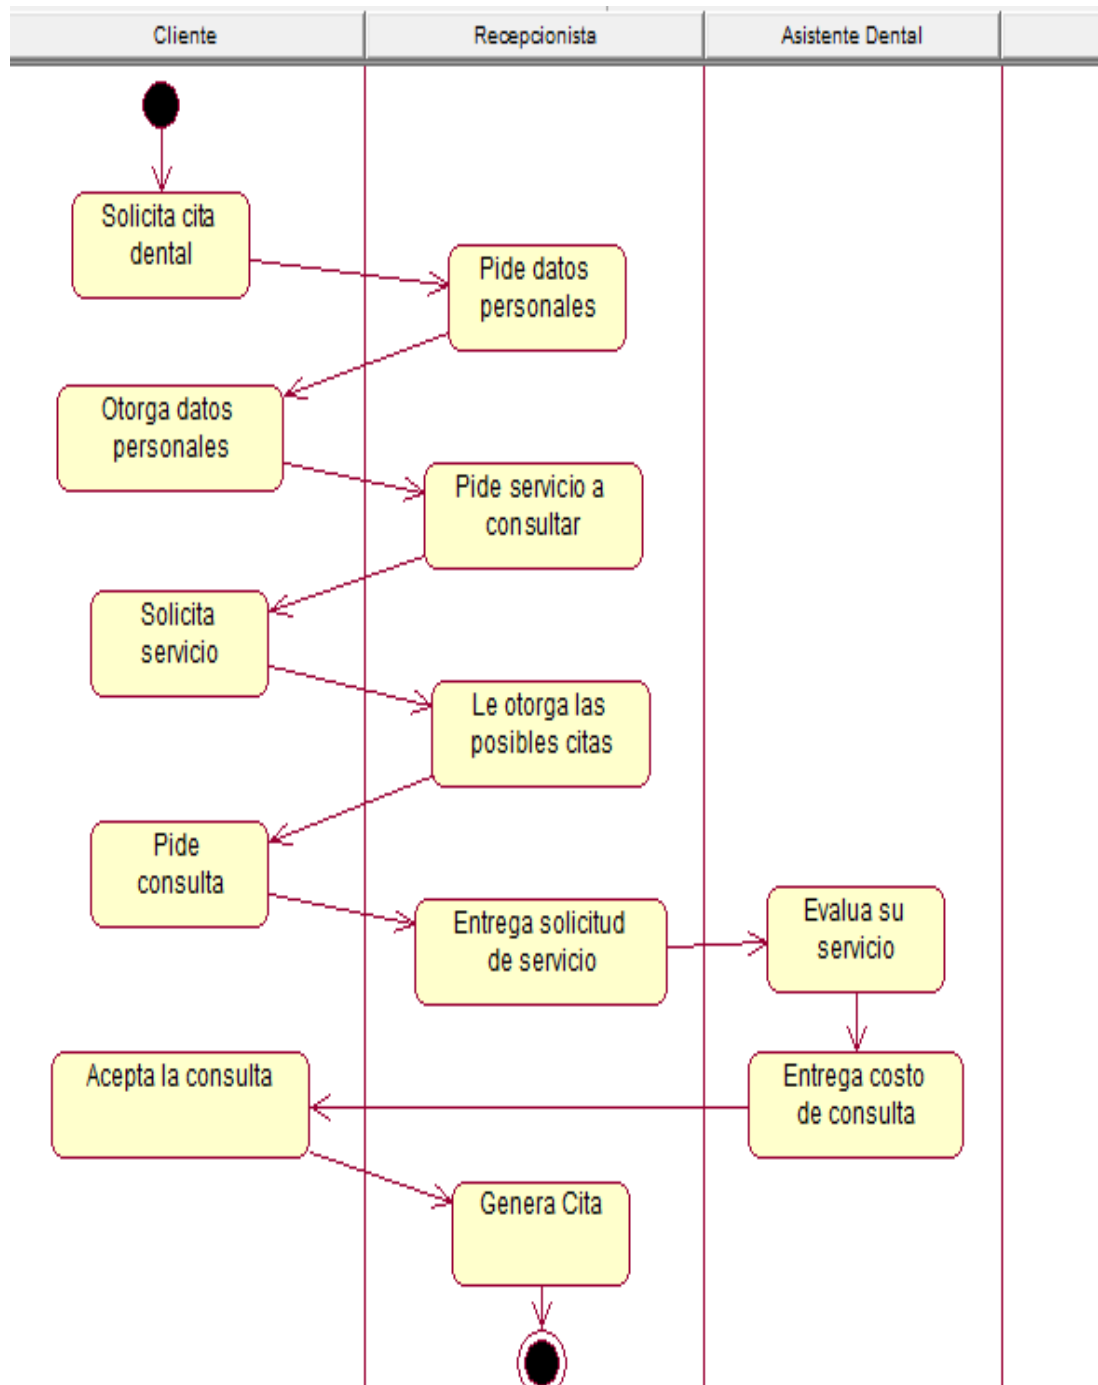 Cliente
Recepcionista
Asistente Dental
Solicita cita
dental
Pide datos
personales
Otorga datos
personales
Pide servicio a
consultar
Solicita
servicio
Le otorga las
posibles citas
Pide
consulta
Entrega solicitud
de servicio
Evalua su
servicio
Entrega costo
de consulta
Acepta la consulta
Genera Cita